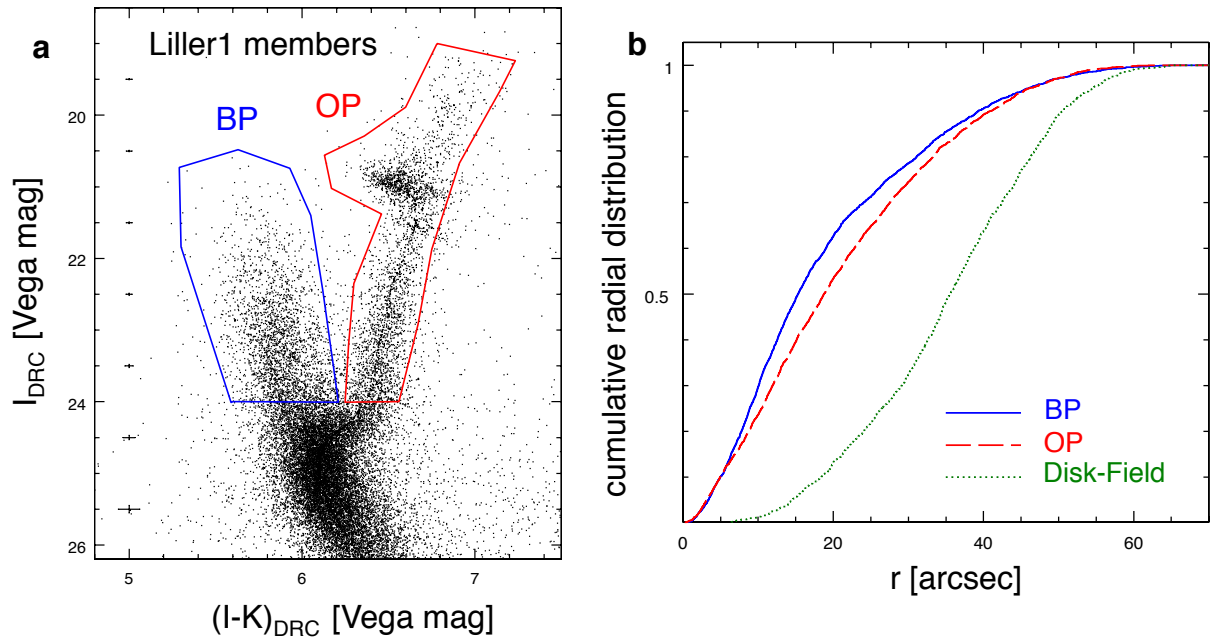 a
Liller1 members
BP
OP
20
22
24
26
I_DRC [Vega mag]
5
6
7
(I-K)_DRC [Vega mag]
b
1
0.5
cumulative radial distribution
BP
OP
Disk-Field
0
20
40
60
r [arcsec]